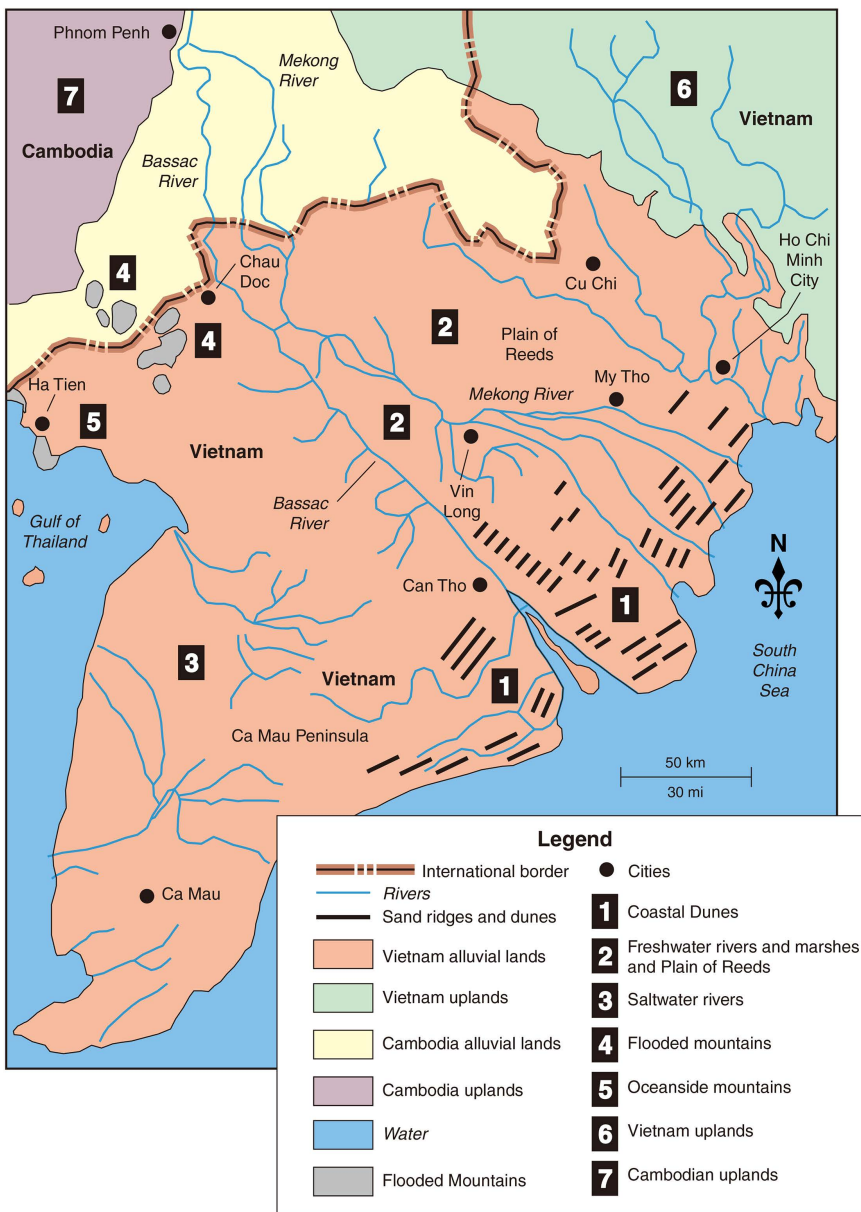 Phnom Penh
Mekong
River
7
6
Vietnam
Cambodia
Bassac
River
Ho Chi
Minh
City
4
Chau
Doc
Cu Chi
4
2
Plain of
Reeds
Ha Tien
My Tho
Mekong River
5
2
Vietnam
Vin
Long
Bassac
River
Gulf of
Thailand
N
Can Tho
1
3
Vietnam
1
South
China
Sea
Ca Mau Peninsula
50 km
30 mi
Ca Mau
Legend
International border
Rivers
Sand ridges and dunes
Vietnam alluvial lands
Vietnam uplands
Cambodia alluvial lands
Cambodia uplands
Water
Flooded Mountains
Cities
1 Coastal Dunes
2 Freshwater rivers and marshes
and Plain of Reeds
3 Saltwater rivers
4 Flooded mountains
5 Oceanside mountains
6 Vietnam uplands
7 Cambodian uplands